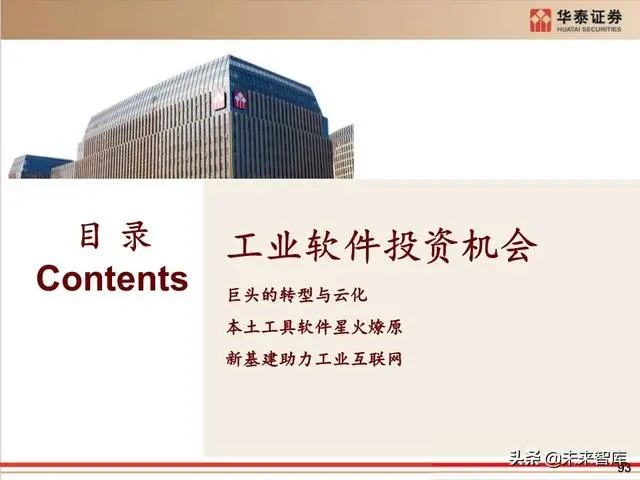 华泰证券
HUATAI SECURITIES
目 录
Contents
工业软件投资机会
巨头的转型与云化
本土工具软件星火燎原
新基建助力工业互联网
头条 @未来智库
93